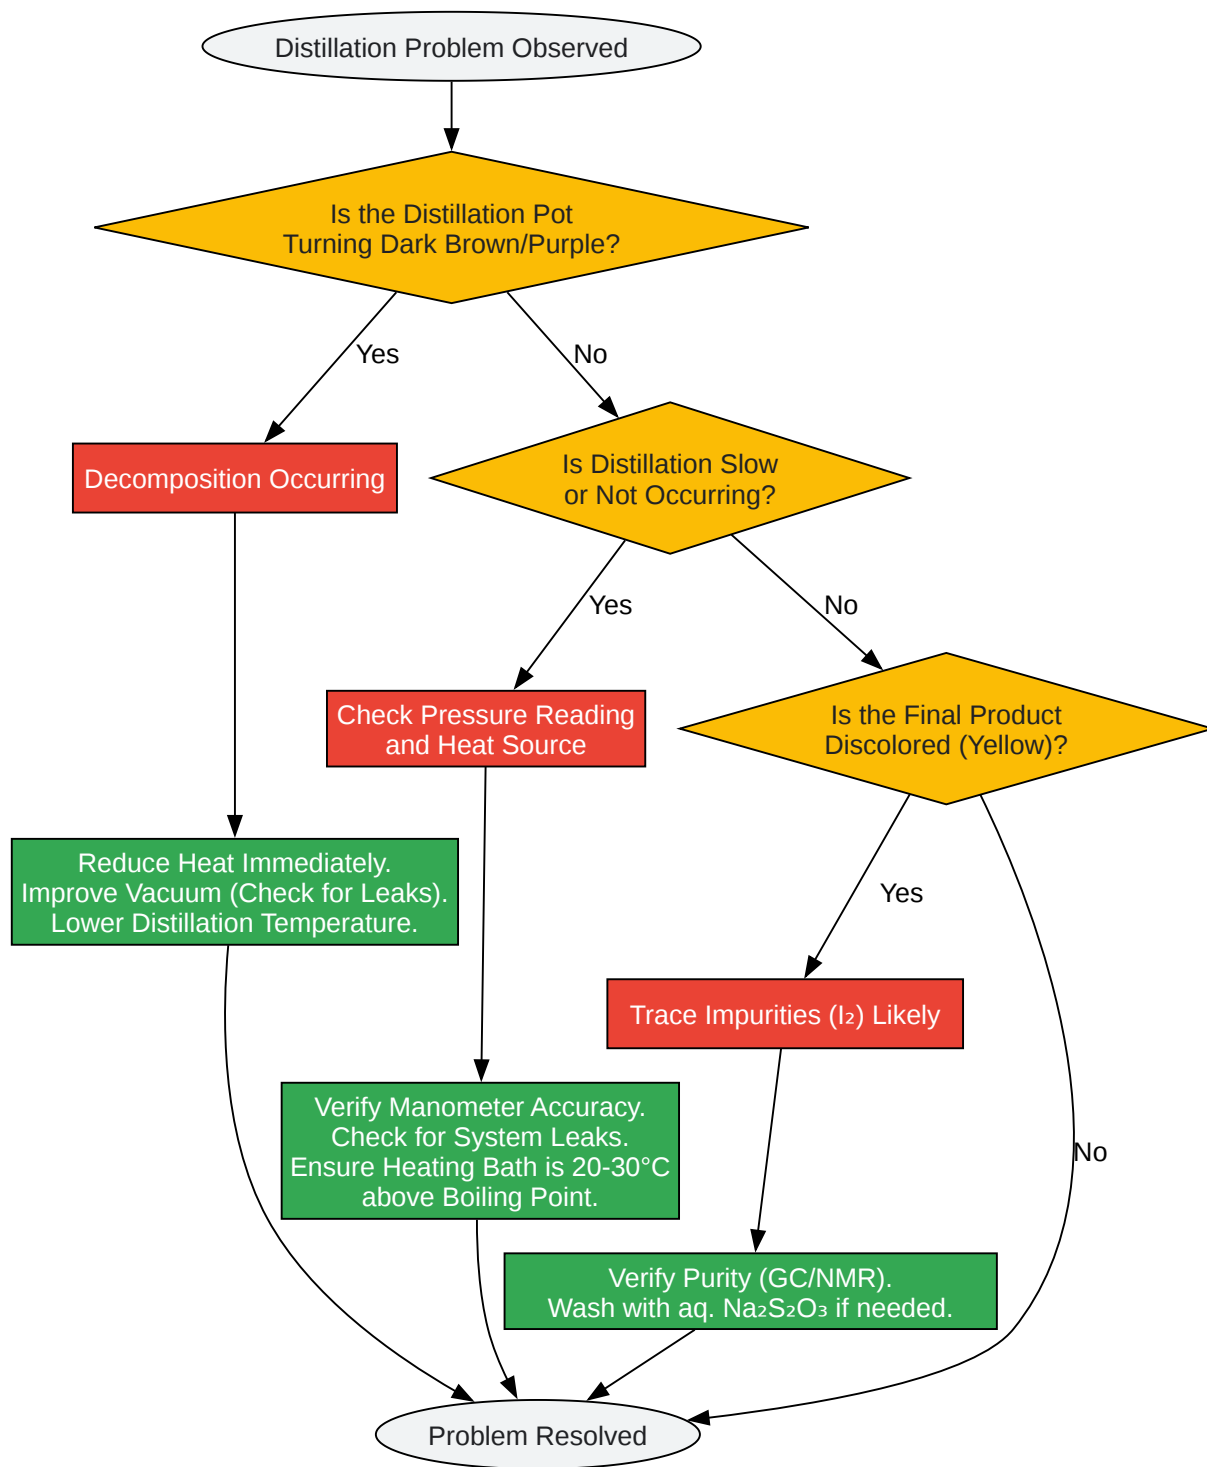 Distillation Problem Observed
Is the Distillation Pot
Turning Dark Brown/Purple?
Yes
No
Decomposition Occurring
Is Distillation Slow
or Not Occurring?
Yes
No
Check Pressure Reading
and Heat Source
Is the Final Product
Discolored (Yellow)?
Reduce Heat Immediately.
Improve Vacuum (Check for Leaks).
Lower Distillation Temperature.
Yes
Trace Impurities (I₂) Likely
Verify Manometer Accuracy.
Check for System Leaks.
Ensure Heating Bath is 20-30°C
above Boiling Point.
No
Verify Purity (GC/NMR).
Wash with aq. Na₂S₂O₃ if needed.
Problem Resolved